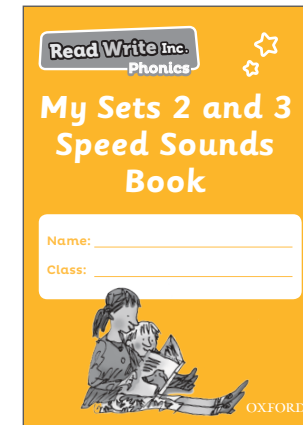 Read Write Inc.
Phonics
My Sets 2 and 3
Speed Sounds
Book
Name:
Class:
OXFORD